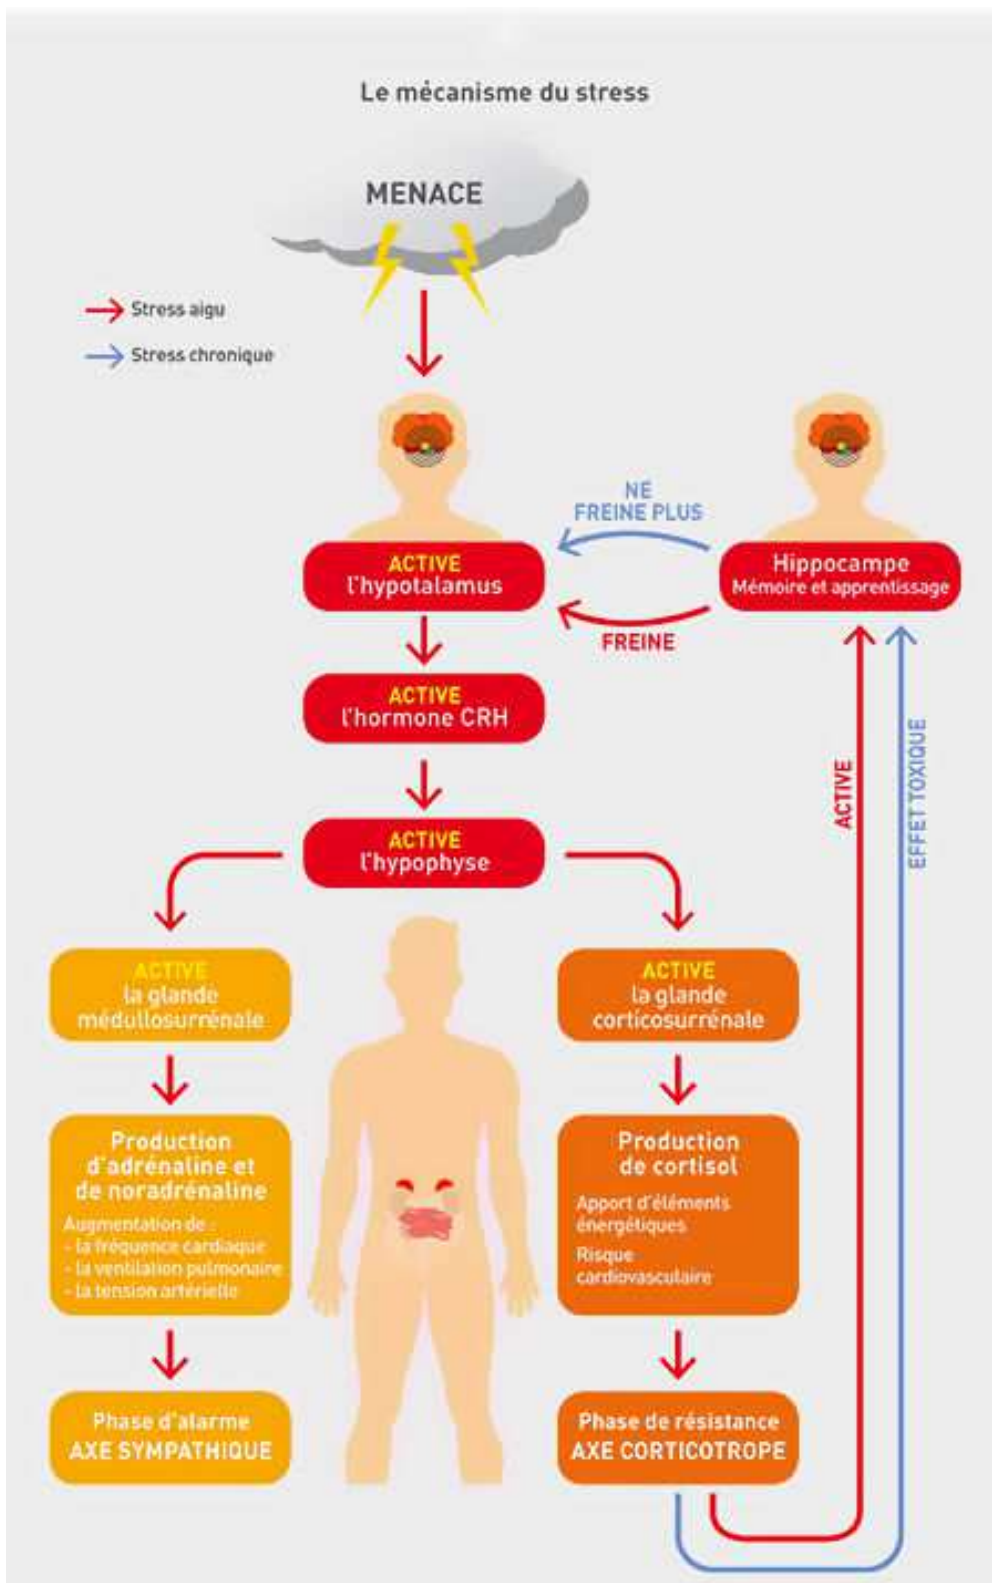 Le mécanisme du stress
MENACE
Stress aigu
Stress chronique
NE
FREINE PLUS
ACTIVE
l'hypotalamus
Hippocampe
Mémoire et apprentissage
FREINE
ACTIVE
l'hormone CRH
ACTIVE
EFFET TOXIQUE
ACTIVE
l'hypophyse
ACTIVE
la glande
médullosurrénale
ACTIVE
la glande
corticosurrénale
Production
d'adrénaline et
de noradrénaline
Augmentation de :
- la fréquence cardiaque
- la ventilation pulmonaire
- la tension artérielle
Production
de cortisol
Apport d'éléments
énergétiques
Risque
cardiovasculaire
Phase d'alarme
AXE SYMPATHIQUE
Phase de résistance
AXE CORTICOTROPE